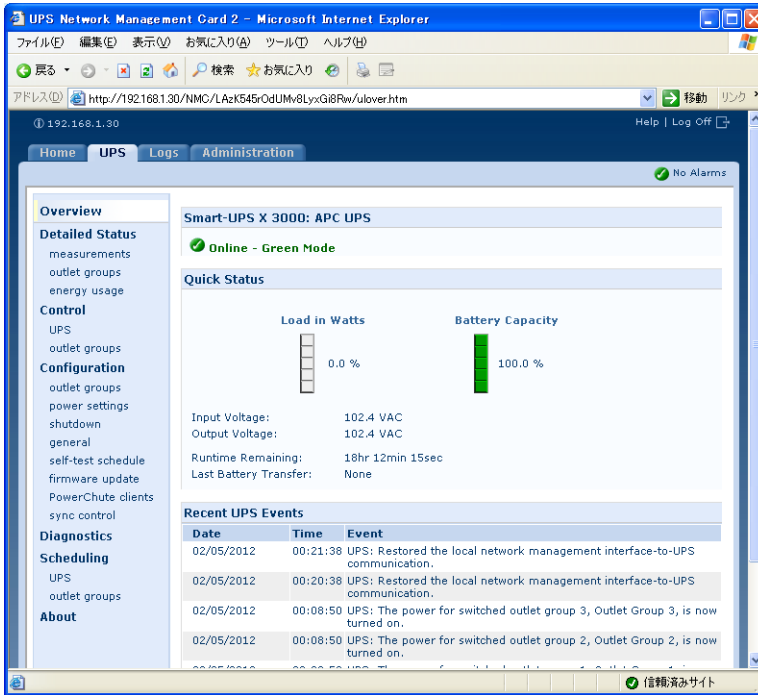 UPS Network Management Card 2 - Microsoft Internet Explorer
ファイル(F) 編集(E) 表示(V) お気に入り(A) ツール(T) ヘルプ(H)
戻る 検索 お気に入り
アドレス(D) http://192.168.1.30/NMC/LAzK545rOdUMv8LyxGi8Rw/ulover.htm 移動 リンク »
192.168.1.30 Help | Log Off
Home UPS Logs Administration
No Alarms
Overview
Detailed Status
measurements
outlet groups
energy usage
Control
UPS
outlet groups
Configuration
outlet groups
power settings
shutdown
general
self-test schedule
firmware update
PowerChute clients
sync control
Diagnostics
Scheduling
UPS
outlet groups
About
Smart-UPS X 3000: APC UPS
Online - Green Mode
Quick Status
Load in Watts Battery Capacity
0.0 % 100.0 %
Input Voltage: 102.4 VAC
Output Voltage: 102.4 VAC
Runtime Remaining: 18hr 12min 15sec
Last Battery Transfer: None
Recent UPS Events
Date Time Event
02/05/2012 00:21:38 UPS: Restored the local network management interface-to-UPS
communication.
02/05/2012 00:20:38 UPS: Restored the local network management interface-to-UPS
communication.
02/05/2012 00:08:50 UPS: The power for switched outlet group 3, Outlet Group 3, is now
turned on.
02/05/2012 00:08:50 UPS: The power for switched outlet group 2, Outlet Group 2, is now
turned on.
信頼済みサイト